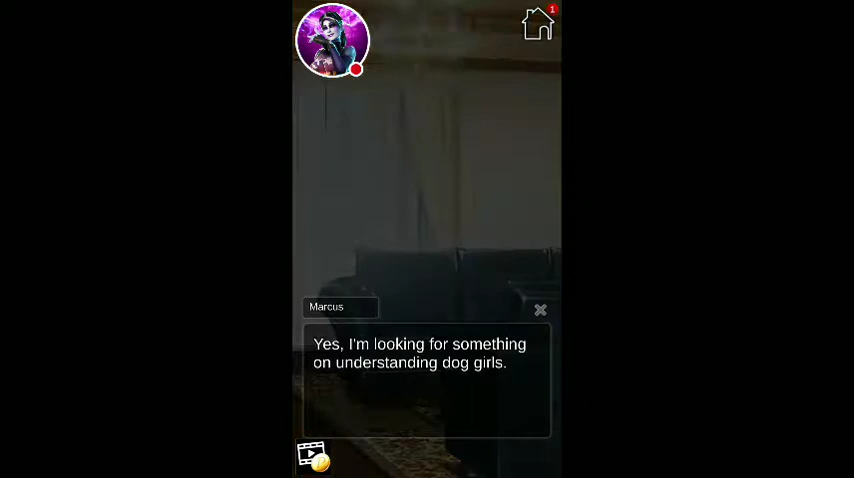 1
Marcus
Yes, I'm looking for something
on understanding dog girls.